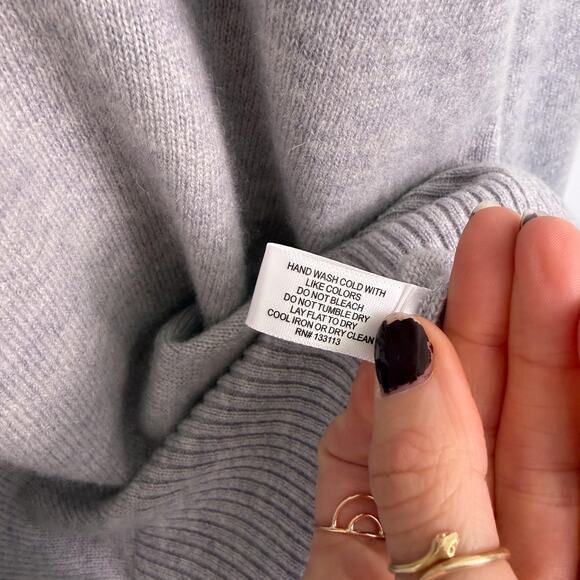 HAND WASH COLD WITH
LIKE COLORS
DO NOT BLEACH
DO NOT TUMBLE DRY
LAY FLAT TO DRY
COOL IRON OR DRY CLEAN
RN# 133113